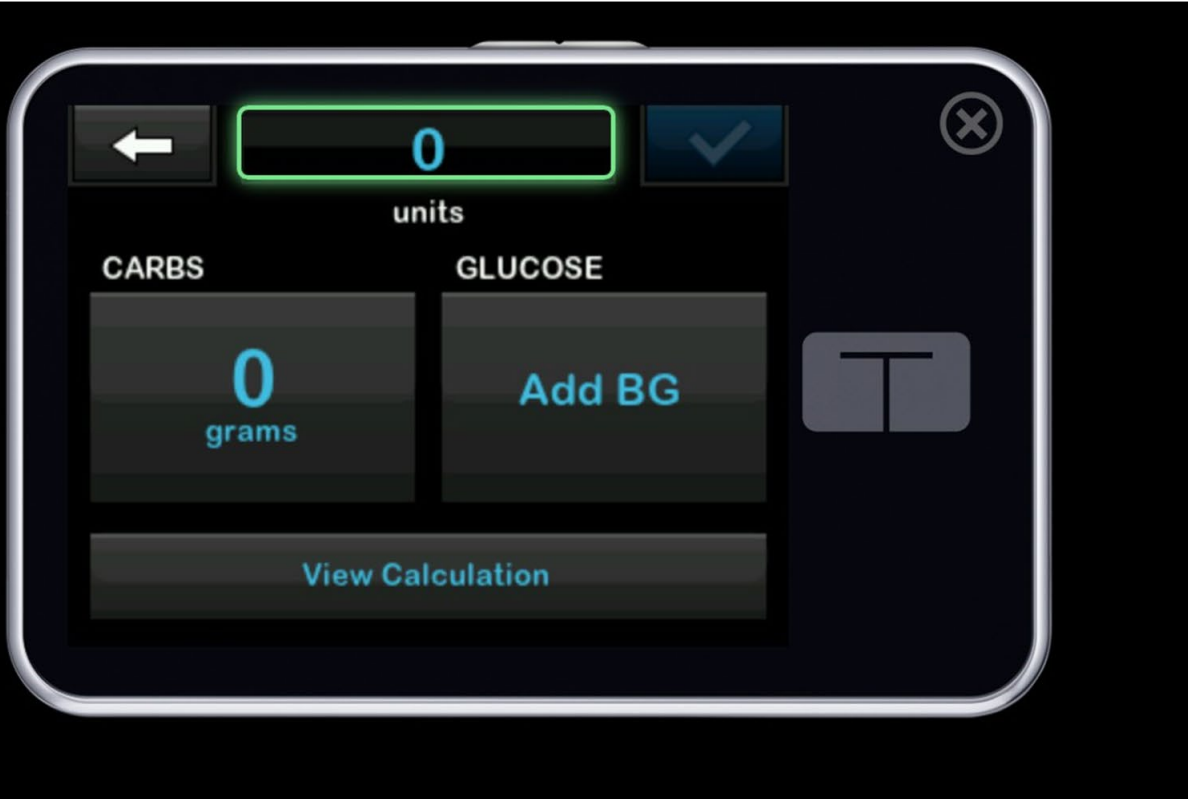 0
units
CARBS
GLUCOSE
0
grams
Add BG
View Calculation